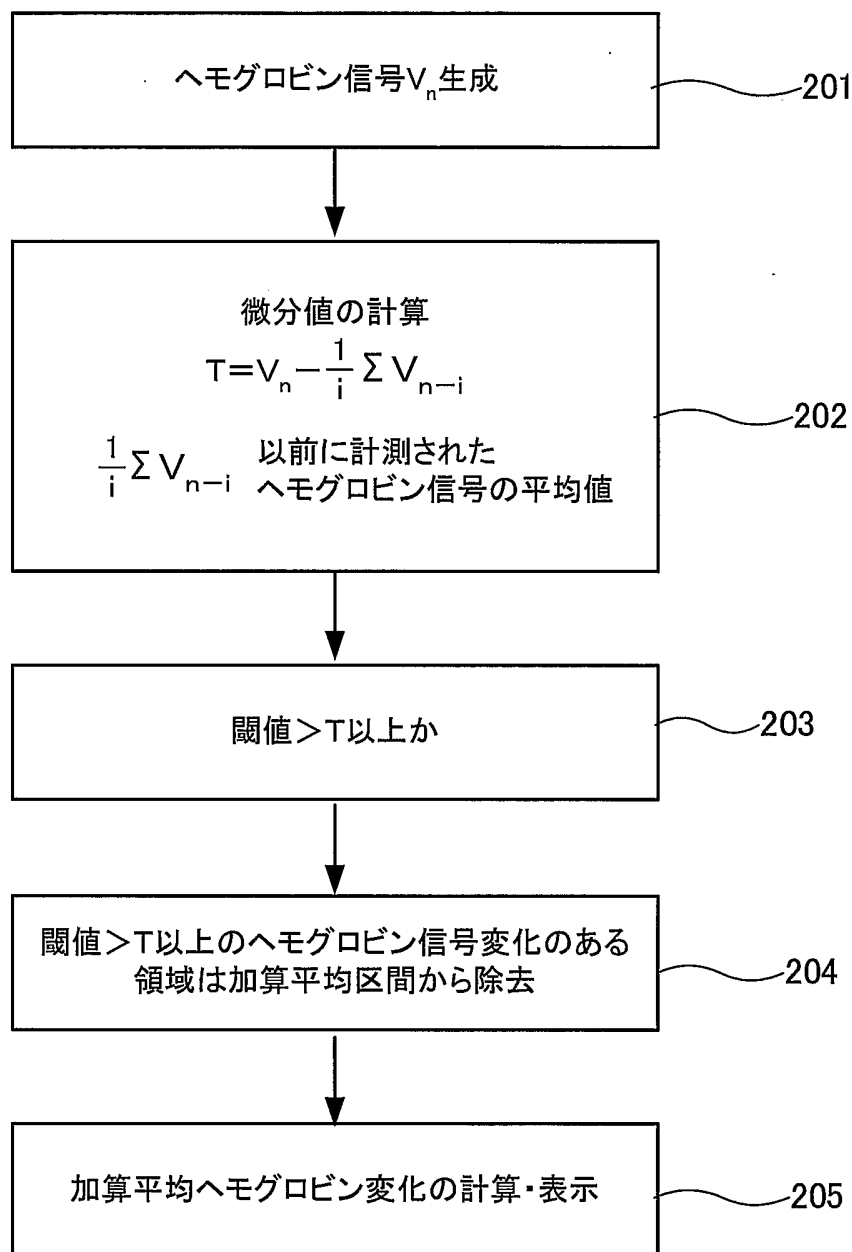 ヘモグロビン信号Vn生成
201
微分値の計算
T=Vn−1/i ΣVn−i
1/i ΣVn−i 以前に計測された
ヘモグロビン信号の平均値
202
閾値>T以上か
203
閾値>T以上のヘモグロビン信号変化のある
領域は加算平均区間から除去
204
加算平均ヘモグロビン変化の計算・表示
205